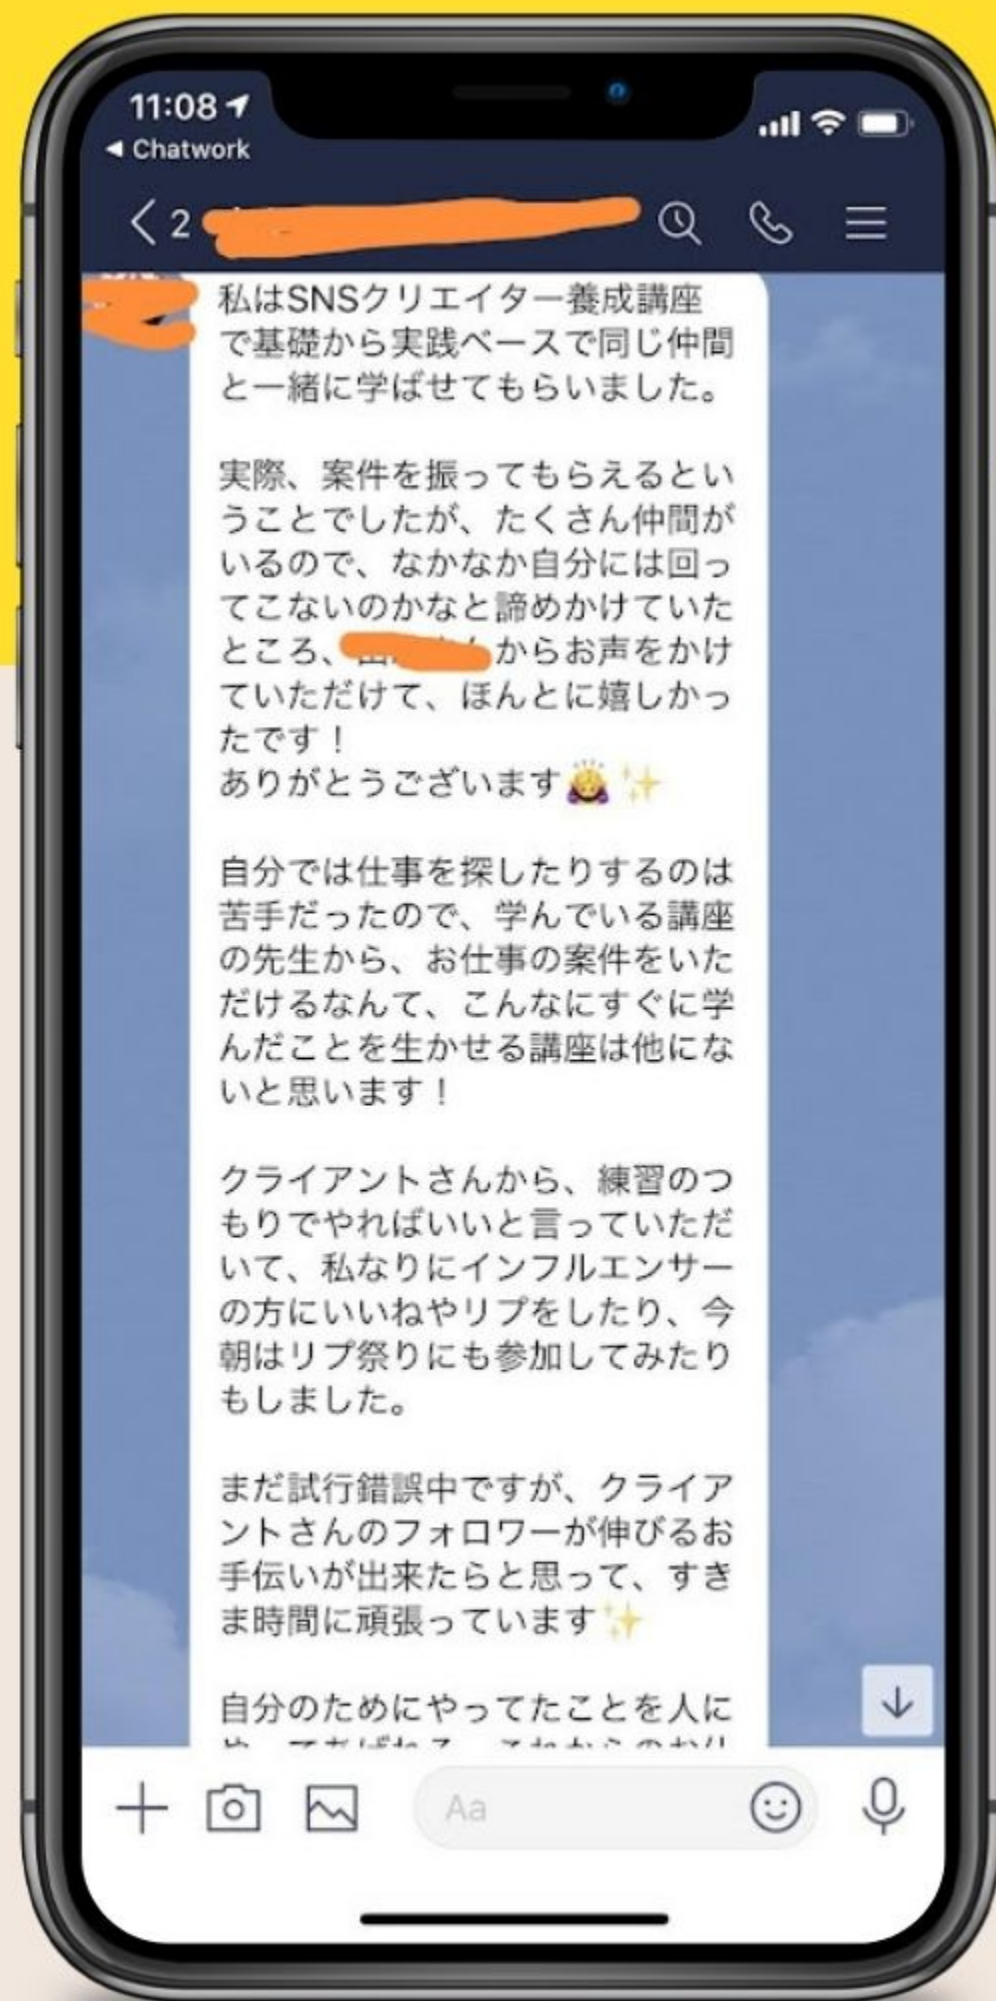 11:08
◀ Chatwork
2
私はSNSクリエイター養成講座
で基礎から実践ベースで同じ仲間
と一緒に学ばせてもらいました。
実際、案件を振ってもらえるとい
うことでしたが、たくさん仲間が
いるので、なかなか自分には回っ
てこないのかなと諦めかけていた
ところ、からお声をかけ
ていただけて、ほんとに嬉しかっ
たです！
ありがとうございます🙇‍♀️✨
自分では仕事を探したりするのは
苦手だったので、学んでいる講座
の先生から、お仕事の案件をいた
だけるなんて、こんなにすぐに学
んだことを生かせる講座は他にな
いと思います！
クライアントさんから、練習のつ
もりでやればいいと言っていただ
いて、私なりにインフルエンサー
の方にいいねやリプをしたり、今
朝はリプ祭りにも参加してみたり
もしました。
まだ試行錯誤中ですが、クライア
ントさんのフォロワーが伸びるお
手伝いが出来たらと思って、すき
ま時間に頑張っています✨
自分のためにやってたことを人に
Aa